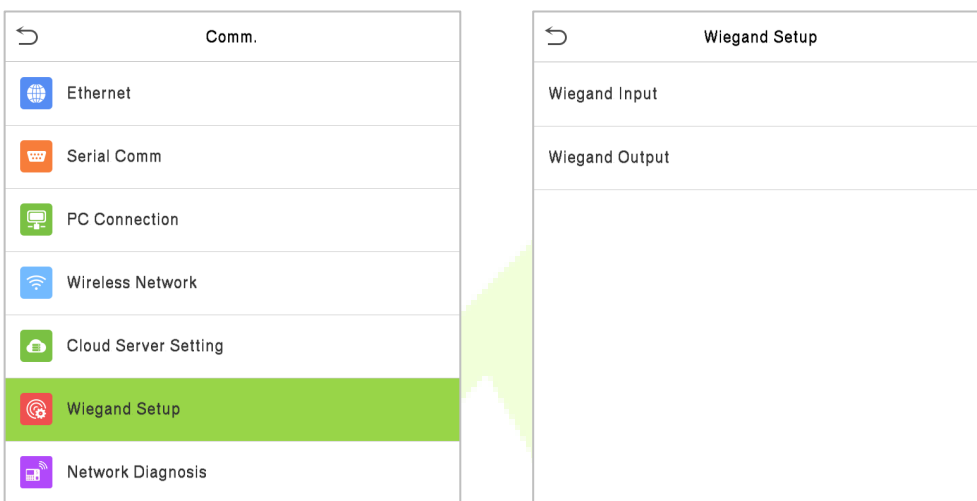 Comm.
Ethernet
Serial Comm
PC Connection
Wireless Network
Cloud Server Setting
Wiegand Setup
Network Diagnosis
Wiegand Setup
Wiegand Input
Wiegand Output